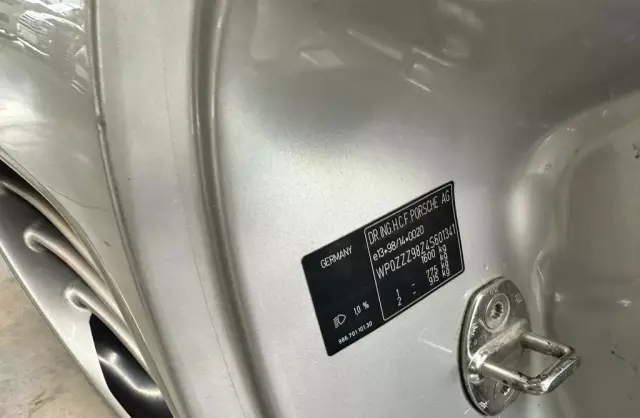 GERMANY
DR.ING.H.C.F.PORSCHE AG
e13*98/14*0020
WP0ZZZ98Z4S601341
1600 kg
1 - 775 kg
2 - 915 kg
1,0 %
986.701.101.30